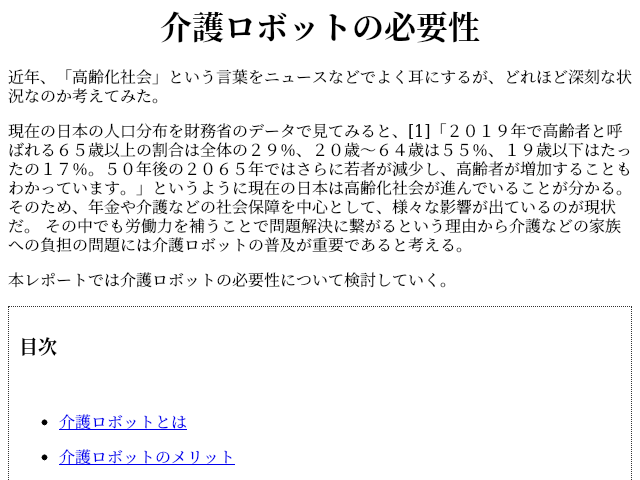 介護ロボットの必要性
近年、「高齢化社会」という言葉をニュースなどでよく耳にするが、どれほど深刻な状
況なのか考えてみた。
現在の日本の人口分布を財務省のデータで見てみると、[1]「２０１９年で高齢者と呼
ばれる６５歳以上の割合は全体の２９％、２０歳〜６４歳は５５％、１９歳以下はたっ
たの１７％。５０年後の２０６５年ではさらに若者が減少し、高齢者が増加することも
わかっています。」というように現在の日本は高齢化社会が進んでいることが分かる。
そのため、年金や介護などの社会保障を中心として、様々な影響が出ているのが現状
だ。 その中でも労働力を補うことで問題解決に繋がるという理由から介護などの家族
への負担の問題には介護ロボットの普及が重要であると考える。
本レポートでは介護ロボットの必要性について検討していく。
目次
介護ロボットとは
介護ロボットのメリット